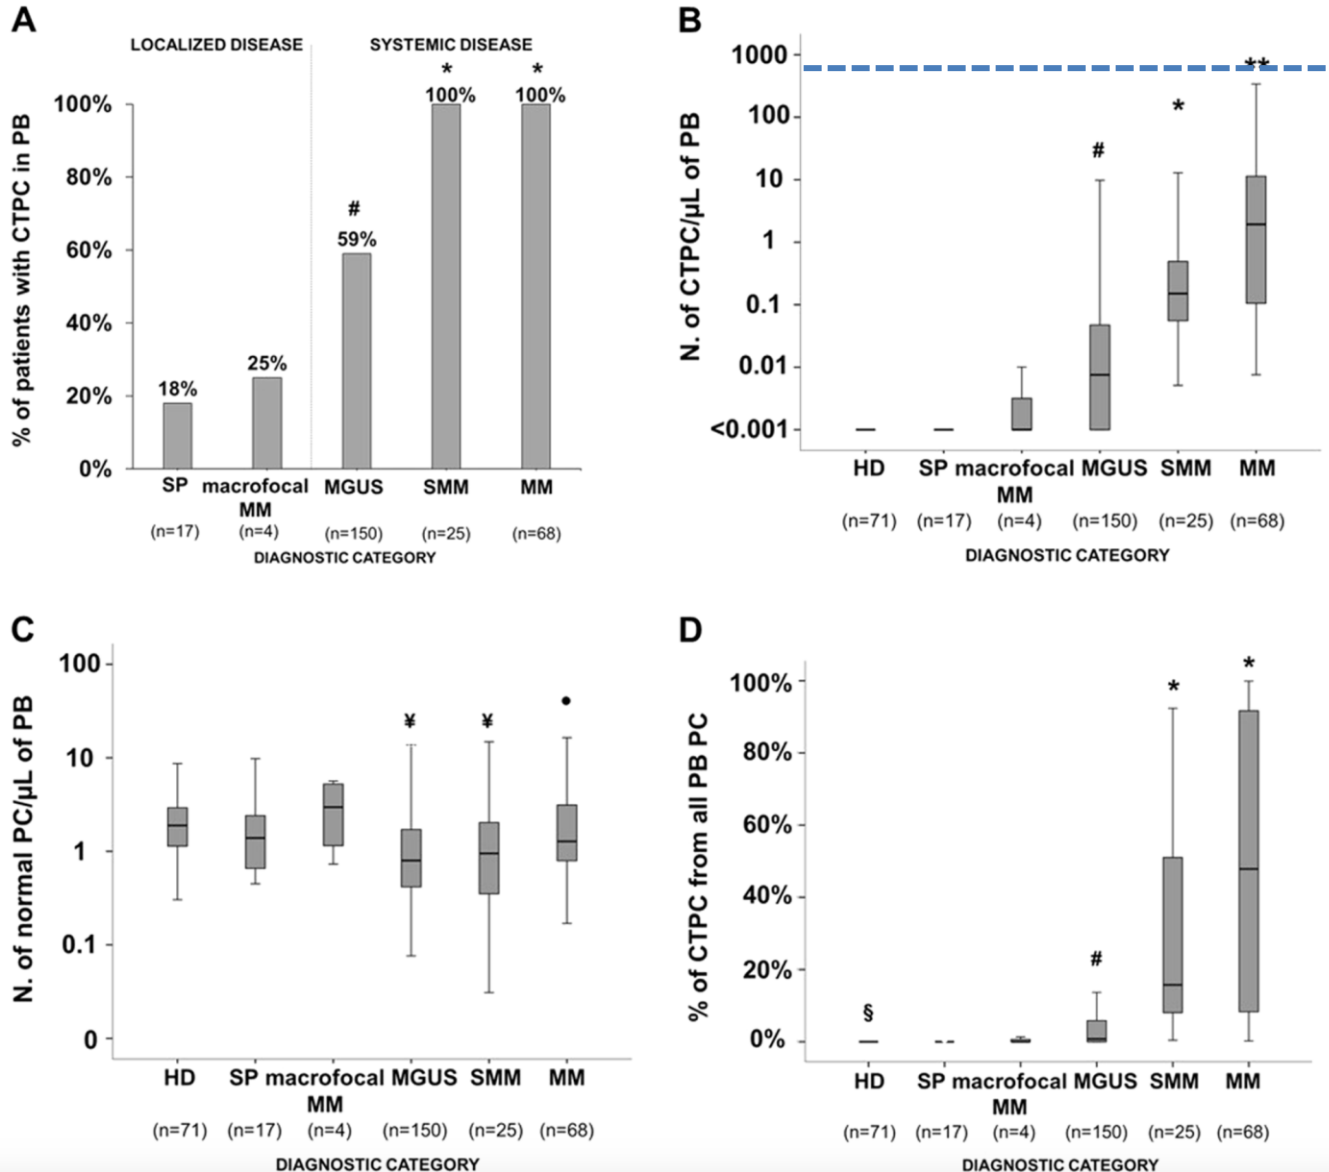 A
LOCALIZED DISEASE
SYSTEMIC DISEASE
% of patients with CTPC in PB
100%
80%
60%
40%
20%
0%
18%
25%
#
59%
*
100%
*
100%
SP
macrofocal
MM
MGUS
SMM
MM
(n=17)
(n=4)
(n=150)
(n=25)
(n=68)
DIAGNOSTIC CATEGORY
B
N. of CTPC/µL of PB
1000
100
10
1
0.1
0.01
<0.001
#
*
**
HD
SP
macrofocal
MM
MGUS
SMM
MM
(n=71)
(n=17)
(n=4)
(n=150)
(n=25)
(n=68)
DIAGNOSTIC CATEGORY
C
N. of normal PC/µL of PB
100
10
1
0.1
0
¥
¥
•
HD
SP
macrofocal
MM
MGUS
SMM
MM
(n=71)
(n=17)
(n=4)
(n=150)
(n=25)
(n=68)
DIAGNOSTIC CATEGORY
D
% of CTPC from all PB PC
100%
80%
60%
40%
20%
0%
§
#
*
*
HD
SP
macrofocal
MM
MGUS
SMM
MM
(n=71)
(n=17)
(n=4)
(n=150)
(n=25)
(n=68)
DIAGNOSTIC CATEGORY